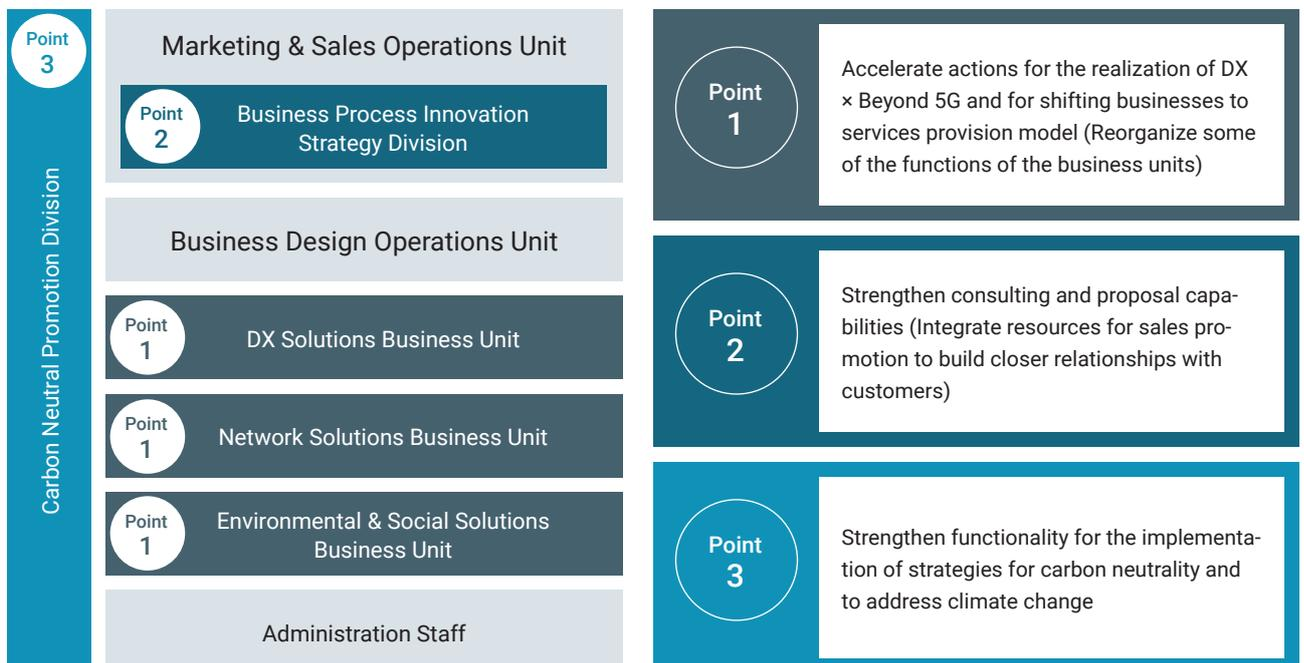 Point
3
Carbon Neutral Promotion Division
Marketing & Sales Operations Unit
Point
2
Business Process Innovation
Strategy Division
Business Design Operations Unit
Point
1
DX Solutions Business Unit
Point
1
Network Solutions Business Unit
Point
1
Environmental & Social Solutions
Business Unit
Administration Staff
Point
1
Accelerate actions for the realization of DX
× Beyond 5G and for shifting businesses to
services provision model (Reorganize some
of the functions of the business units)
Point
2
Strengthen consulting and proposal capa-
bilities (Integrate resources for sales pro-
motion to build closer relationships with
customers)
Point
3
Strengthen functionality for the implementa-
tion of strategies for carbon neutrality and
to address climate change